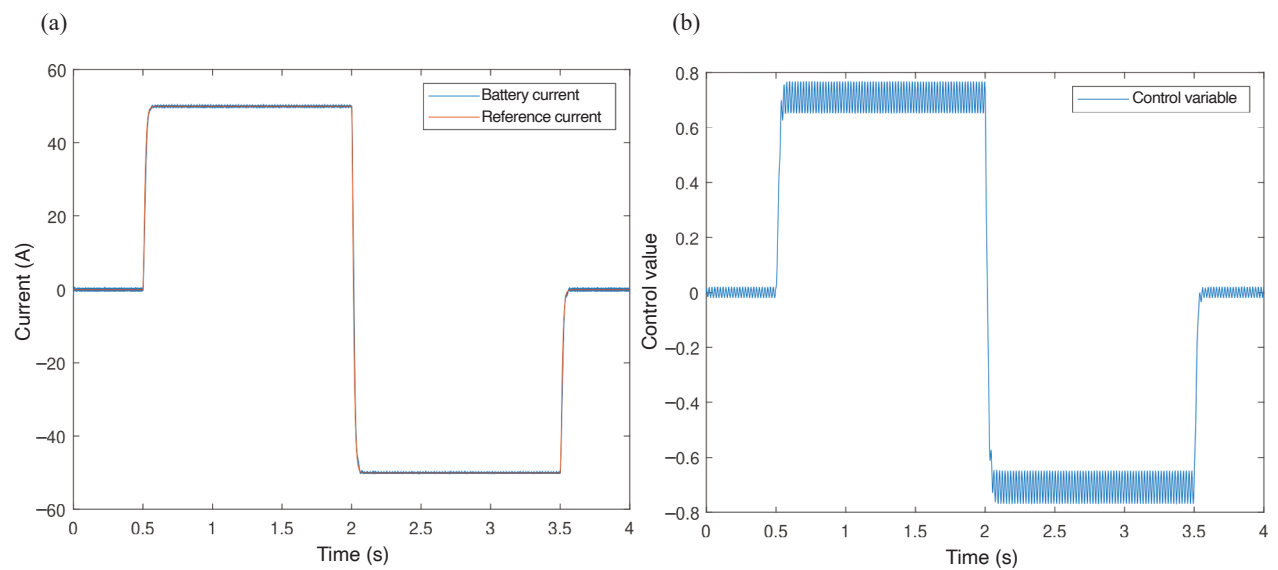 (a)
60
40
20
0
−20
−40
−60
Current (A)
Battery current
Reference current
0 0.5 1 1.5 2 2.5 3 3.5 4
Time (s)
(b)
0.8
0.6
0.4
0.2
0
−0.2
−0.4
−0.6
−0.8
Control value
Control variable
0 0.5 1 1.5 2 2.5 3 3.5 4
Time (s)